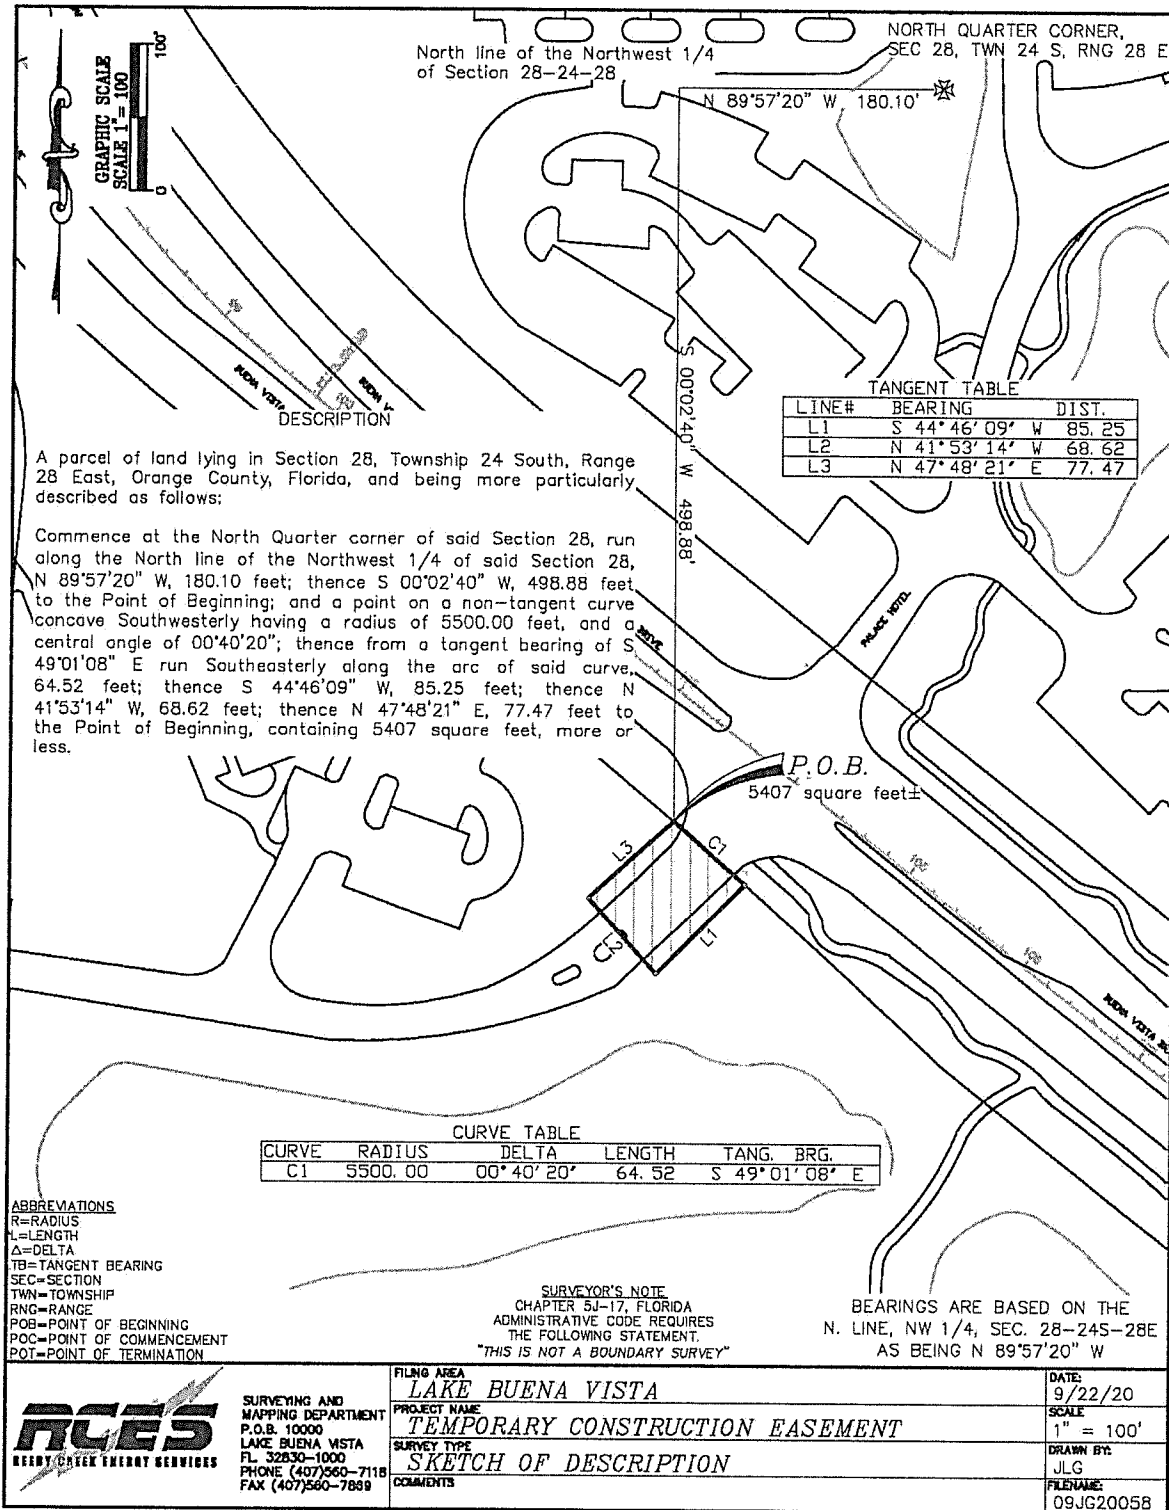 North line of the Northwest 1/4
of Section 28-24-28
NORTH QUARTER CORNER,
SEC 28, TWN 24 S, RNG 28 E
N 89°57'20" W 180.10'
GRAPHIC SCALE
SCALE 1"= 100
0
100'
S 00°02'40" W 498.88'
TANGENT TABLE
LINE# BEARING DIST.
L1 S 44°46'09" W 85.25
L2 N 41°53'14" W 68.62
L3 N 47°48'21" E 77.47
DESCRIPTION
A parcel of land lying in Section 28, Township 24 South, Range
28 East, Orange County, Florida, and being more particularly
described as follows:
Commence at the North Quarter corner of said Section 28, run
along the North line of the Northwest 1/4 of said Section 28,
N 89°57'20" W, 180.10 feet; thence S 00°02'40" W, 498.88 feet
to the Point of Beginning; and a point on a non-tangent curve
concave Southwesterly having a radius of 5500.00 feet, and a
central angle of 00°40'20"; thence from a tangent bearing of S
49°01'08" E run Southeasterly along the arc of said curve,
64.52 feet; thence S 44°46'09" W, 85.25 feet; thence N
41°53'14" W, 68.62 feet; thence N 47°48'21" E, 77.47 feet to
the Point of Beginning, containing 5407 square feet, more or
less.
BUENA VISTA
DRIVE
PALACE HOTEL
P.O.B.
5407 square feet±
L3
C1
L2
L1
BUENA VISTA
CURVE TABLE
CURVE RADIUS DELTA LENGTH TANG. BRG.
C1 5500.00 00°40'20" 64.52 S 49°01'08" E
ABBREVIATIONS
R=RADIUS
L=LENGTH
Δ=DELTA
TB=TANGENT BEARING
SEC=SECTION
TWN=TOWNSHIP
RNG=RANGE
POB=POINT OF BEGINNING
POC=POINT OF COMMENCEMENT
POT=POINT OF TERMINATION
SURVEYOR'S NOTE
CHAPTER 5J-17, FLORIDA
ADMINISTRATIVE CODE REQUIRES
THE FOLLOWING STATEMENT.
"THIS IS NOT A BOUNDARY SURVEY"
BEARINGS ARE BASED ON THE
N. LINE, NW 1/4, SEC. 28-24S-28E
AS BEING N 89°57'20" W
RCES
REEDY CREEK ENERGY SERVICES
SURVEYING AND
MAPPING DEPARTMENT
P.O.B. 10000
LAKE BUENA VISTA
FL 32830-1000
PHONE (407)560-7118
FAX (407)560-7889
FILING AREA
LAKE BUENA VISTA
PROJECT NAME
TEMPORARY CONSTRUCTION EASEMENT
SURVEY TYPE
SKETCH OF DESCRIPTION
COMMENTS
DATE:
9/22/20
SCALE
1" = 100'
DRAWN BY:
JLG
FILENAME:
09JG20058